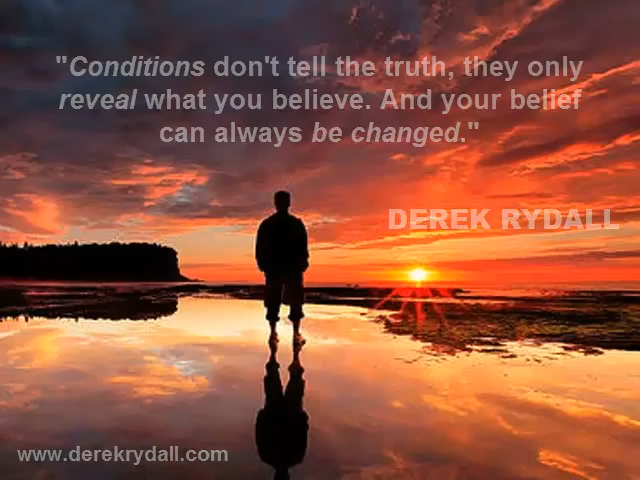 "Conditions don't tell the truth, they only
reveal what you believe. And your belief
can always be changed."
DEREK RYDALL
www.derekrydall.com